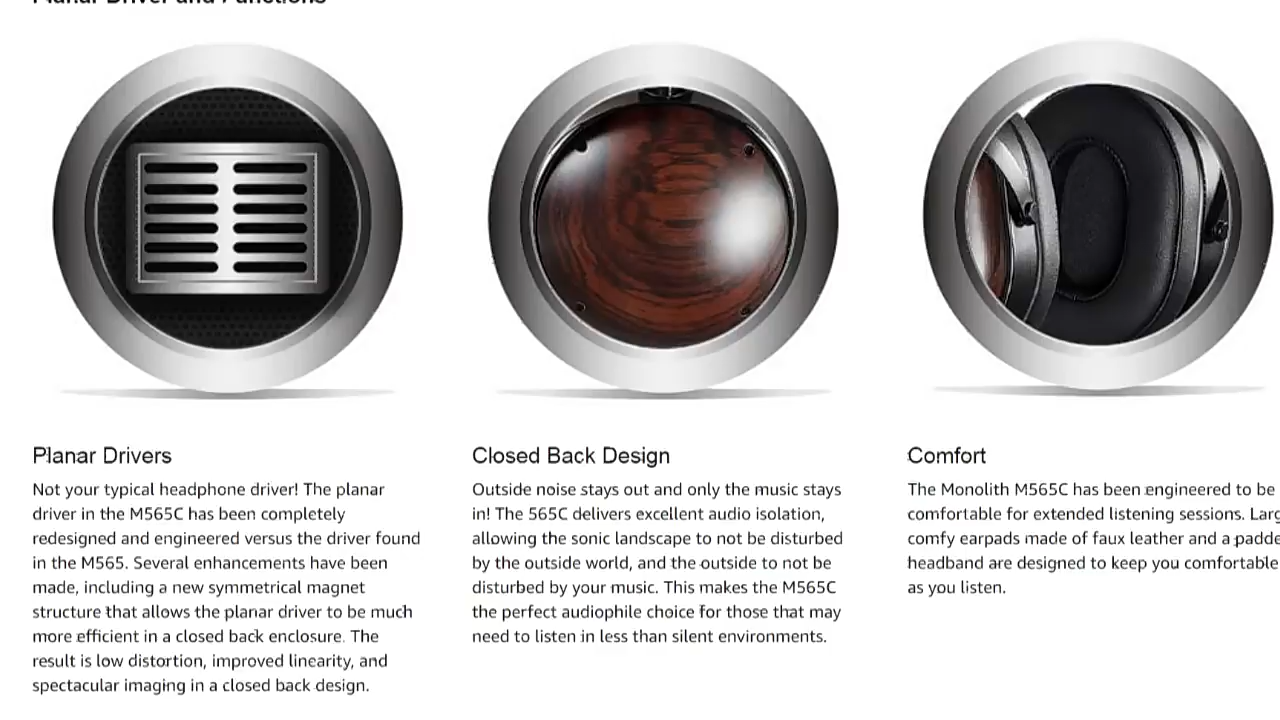 Planar Driver and Functions
Planar Drivers
Not your typical headphone driver! The planar
driver in the M565C has been completely
redesigned and engineered versus the driver found
in the M565. Several enhancements have been
made, including a new symmetrical magnet
structure that allows the planar driver to be much
more efficient in a closed back enclosure. The
result is low distortion, improved linearity, and
spectacular imaging in a closed back design.
Closed Back Design
Outside noise stays out and only the music stays
in! The 565C delivers excellent audio isolation,
allowing the sonic landscape to not be disturbed
by the outside world, and the outside to not be
disturbed by your music. This makes the M565C
the perfect audiophile choice for those that may
need to listen in less than silent environments.
Comfort
The Monolith M565C has been engineered to be
comfortable for extended listening sessions.
comfy earpads made of faux leather and a
headband are designed to keep you comfortable
as you listen.